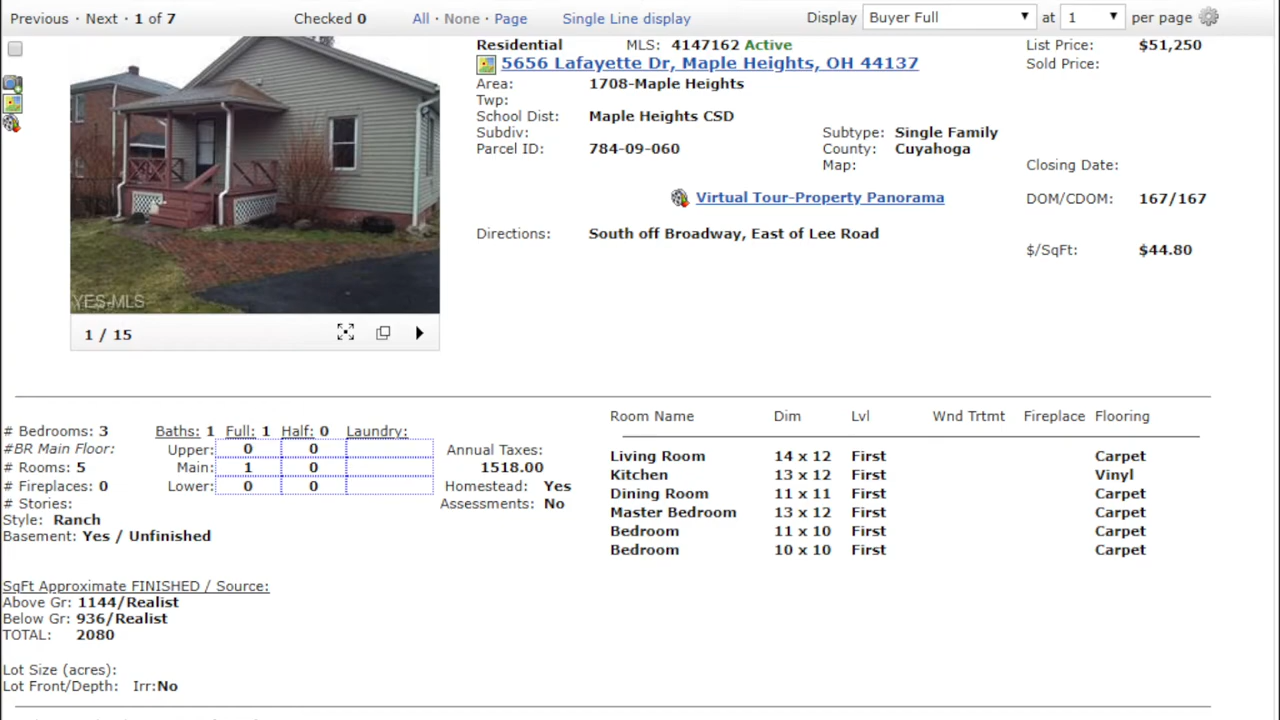 Previous · Next · 1 of 7 Checked 0 All · None · Page Single Line display Display Buyer Full at 1 per page
Residential MLS: 4147162 Active List Price: $51,250
5656 Lafayette Dr, Maple Heights, OH 44137 Sold Price:
Area: 1708-Maple Heights
Twp:
School Dist: Maple Heights CSD
Subdiv: Subtype: Single Family
Parcel ID: 784-09-060 County: Cuyahoga
Map: Closing Date:
Virtual Tour-Property Panorama DOM/CDOM: 167/167
Directions: South off Broadway, East of Lee Road
$/SqFt: $44.80
YES-MLS
1 / 15
# Bedrooms: 3 Baths: 1 Full: 1 Half: 0 Laundry:
#BR Main Floor: Upper: 0 0 Annual Taxes:
# Rooms: 5 Main: 1 0 1518.00
# Fireplaces: 0 Lower: 0 0 Homestead: Yes
# Stories: Assessments: No
Style: Ranch
Basement: Yes / Unfinished
Room Name Dim Lvl Wnd Trtmt Fireplace Flooring
Living Room 14 x 12 First Carpet
Kitchen 13 x 12 First Vinyl
Dining Room 11 x 11 First Carpet
Master Bedroom 13 x 12 First Carpet
Bedroom 11 x 10 First Carpet
Bedroom 10 x 10 First Carpet
SqFt Approximate FINISHED / Source:
Above Gr: 1144/Realist
Below Gr: 936/Realist
TOTAL: 2080
Lot Size (acres):
Lot Front/Depth: Irr:No